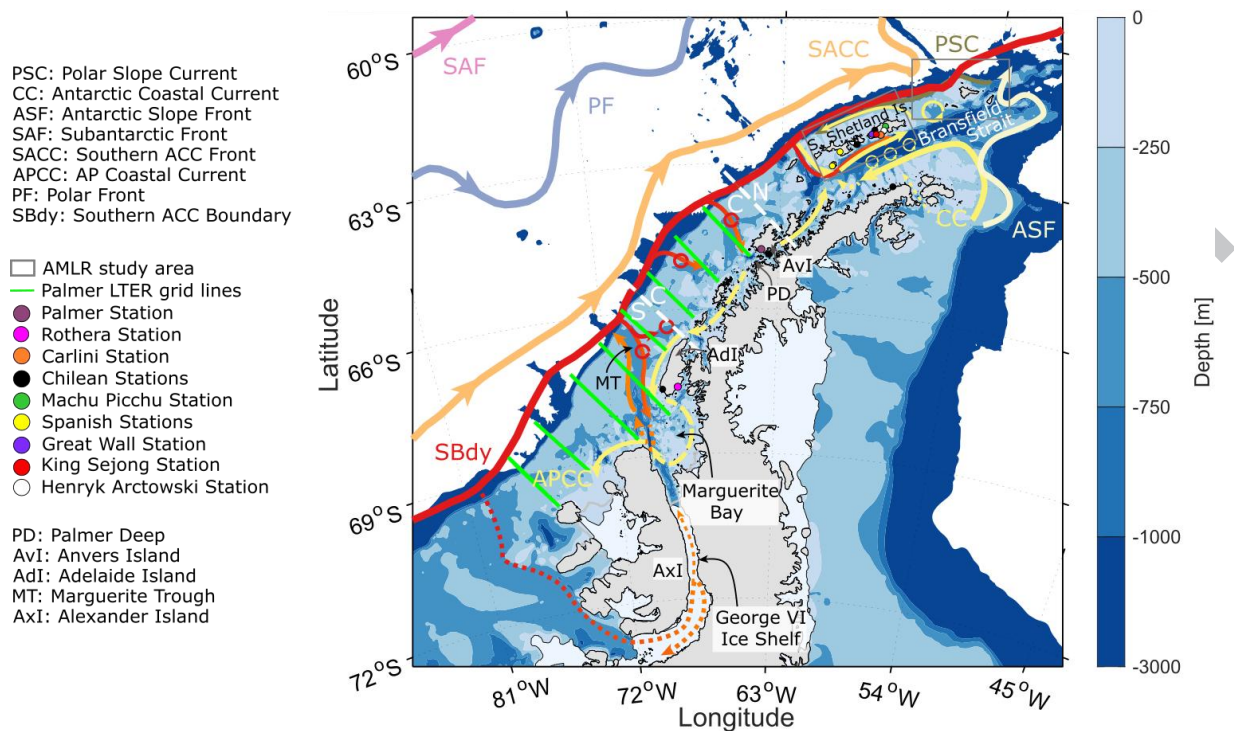 PSC: Polar Slope Current
CC: Antarctic Coastal Current
ASF: Antarctic Slope Front
SAF: Subantarctic Front
SACC: Southern ACC Front
APCC: AP Coastal Current
PF: Polar Front
SBdy: Southern ACC Boundary
AMLR study area
Palmer LTER grid lines
Palmer Station
Rothera Station
Carlini Station
Chilean Stations
Machu Picchu Station
Spanish Stations
Great Wall Station
King Sejong Station
Henryk Arctowski Station
PD: Palmer Deep
AvI: Anvers Island
AdI: Adelaide Island
MT: Marguerite Trough
AxI: Alexander Island
Latitude
60°S
63°S
66°S
69°S
72°S
SAF
PF
SACC
PSC
S. Shetland Is.
Bransfield
Strait
CC
ASF
N
C
AvI
PD
S
C
AdI
MT
SBdy
APCC
Marguerite
Bay
AxI
George VI
Ice Shelf
81°W
72°W
63°W
54°W
45°W
Longitude
0
-250
-500
-750
-1000
-3000
Depth [m]